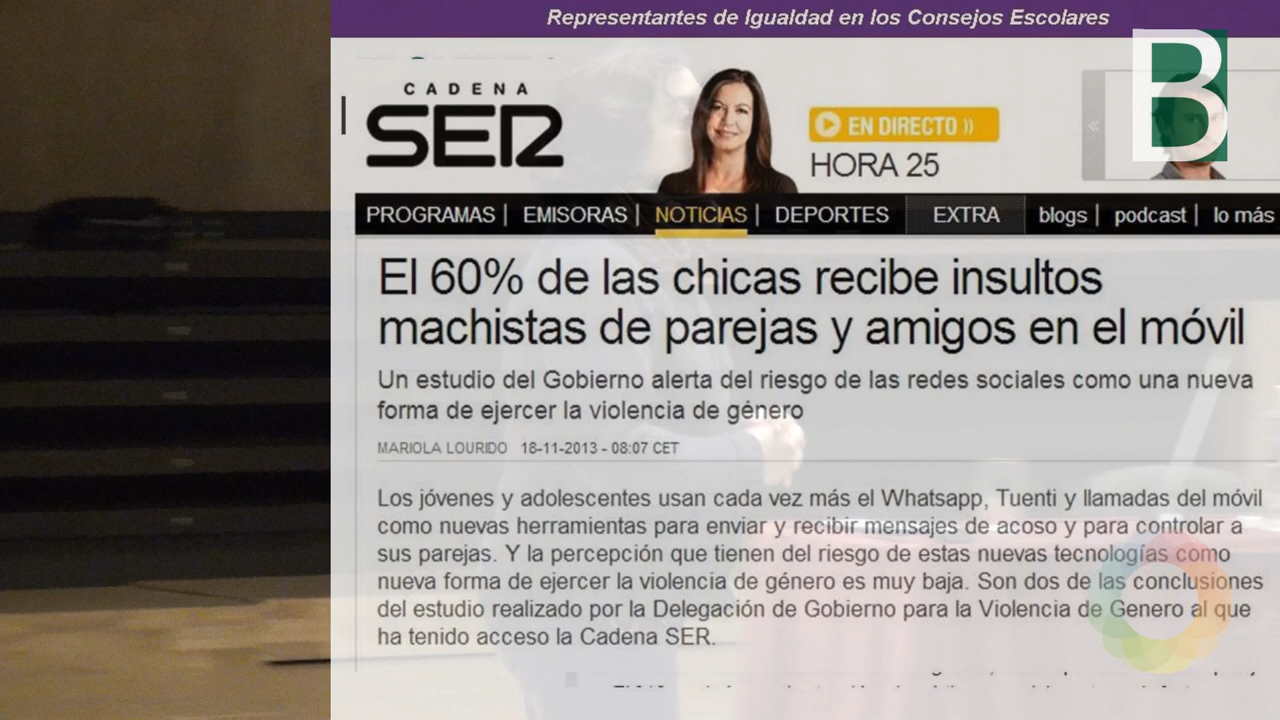 Representantes de Igualdad en los Consejos Escolares
B
CADENA
SER
EN DIRECTO
HORA 25
PROGRAMAS | EMISORAS | NOTICIAS | DEPORTES EXTRA blogs | podcast | lo más
El 60% de las chicas recibe insultos
machistas de parejas y amigos en el móvil
Un estudio del Gobierno alerta del riesgo de las redes sociales como una nueva
forma de ejercer la violencia de género
MARIOLA LOURIDO 18-11-2013 - 08:07 CET
Los jóvenes y adolescentes usan cada vez más el Whatsapp, Tuenti y llamadas del móvil
como nuevas herramientas para enviar y recibir mensajes de acoso y para controlar a
sus parejas. Y la percepción que tienen del riesgo de estas nuevas tecnologías como
nueva forma de ejercer la violencia de género es muy baja. Son dos de las conclusiones
del estudio realizado por la Delegación de Gobierno para la Violencia de Genero al que
ha tenido acceso la Cadena SER.